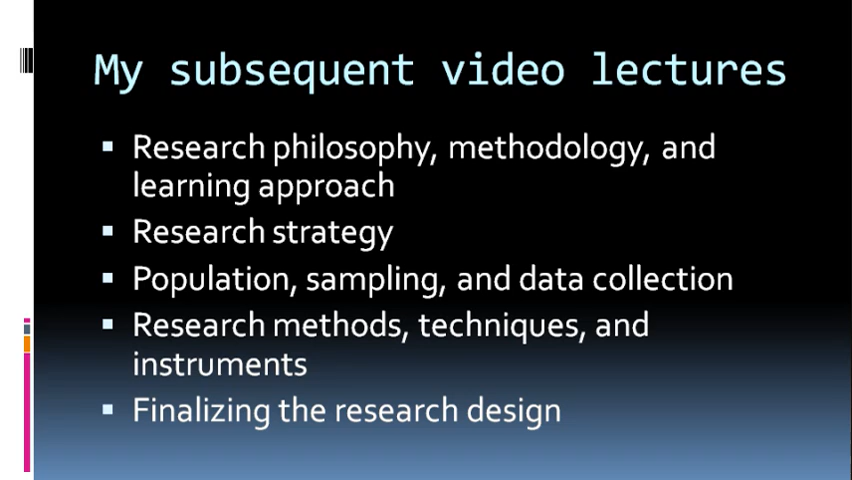 My subsequent video lectures
▪ Research philosophy, methodology, and
learning approach
▪ Research strategy
▪ Population, sampling, and data collection
▪ Research methods, techniques, and
instruments
▪ Finalizing the research design